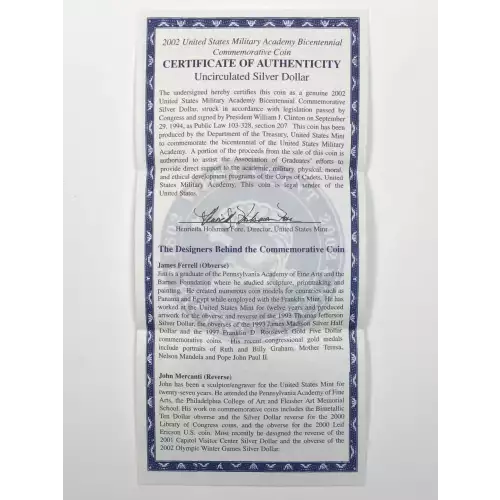 2002 United States Military Academy Bicentennial
Commemorative Coin
CERTIFICATE OF AUTHENTICITY
Uncirculated Silver Dollar
The undersigned hereby certifies this coin as a genuine 2002
United States Military Academy Bicentennial Commemorative
Silver Dollar, struck in accordance with legislation passed by
Congress and signed by President William J. Clinton on September
29, 1994, as Public Law 103-328, section 207. This coin has been
produced by the Department of the Treasury, United States Mint
to commemorate the bicentennial of the United States Military
Academy. A portion of the proceeds from the sale of this coin is
authorized to assist the Association of Graduates' efforts to
provide direct support to the academic, military, physical, moral,
and ethical development programs of the Corps of Cadets, United
States Military Academy. This coin is legal tender of the
United States.
Henrietta Holsman Fore, Director, United States Mint
The Designers Behind the Commemorative Coin
James Ferrell (Obverse)
Jim is a graduate of the Pennsylvania Academy of Fine Arts and the
Barnes Foundation where he studied sculpture, printmaking and
painting. He created numerous coin models for countries such as
Panama and Egypt while employed with the Franklin Mint. He has
worked at the United States Mint for twelve years and produced
artwork for the obverse and reverse of the 1993 Thomas Jefferson
Silver Dollar, the obverses of the 1993 James Madison Silver Half
Dollar and the 1997 Franklin D. Roosevelt Gold Five Dollar
commemorative coins. His recent congressional gold medals
include portraits of Ruth and Billy Graham, Mother Teresa,
Nelson Mandela and Pope John Paul II.
John Mercanti (Reverse)
John has been a sculptor/engraver for the United States Mint for
twenty-seven years. He attended the Pennsylvania Academy of Fine
Arts, the Philadelphia College of Art and Fleisher Art Memorial
School. His work on commemorative coins includes the Bimetallic
Ten Dollar obverse and the Silver Dollar reverse for the 2000
Library of Congress coins, and the obverse for the 2000 Leif
Ericson U.S. coin. Most recently he designed the reverse of the
2001 Capitol Visitor Center Silver Dollar and the obverse of the
2002 Olympic Winter Games Silver Dollar.